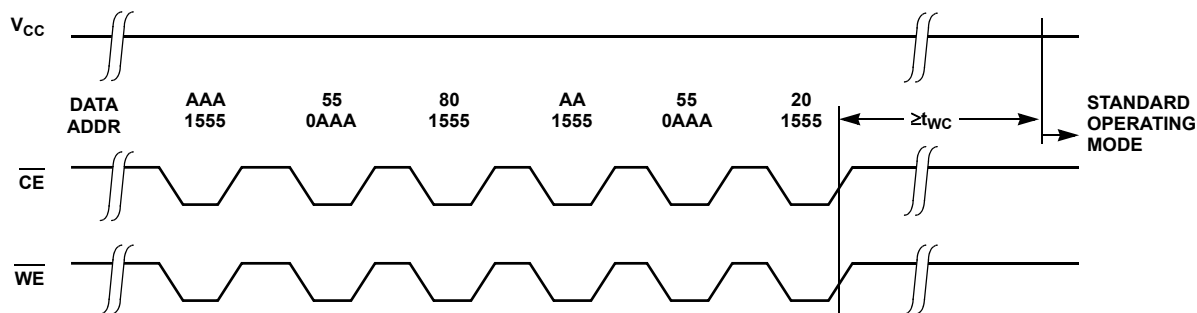 VCC
DATA AAA 55 80 AA 55 20
ADDR 1555 0AAA 1555 1555 0AAA 1555
≥tWC
STANDARD
OPERATING
MODE
CE
WE